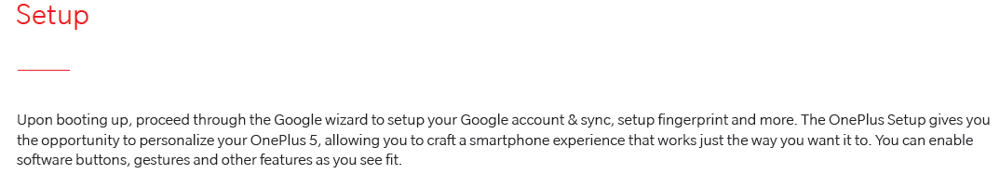 Setup
Upon booting up, proceed through the Google wizard to setup your Google account & sync, setup fingerprint and more. The OnePlus Setup gives you
the opportunity to personalize your OnePlus 5, allowing you to craft a smartphone experience that works just the way you want it to. You can enable
software buttons, gestures and other features as you see fit.